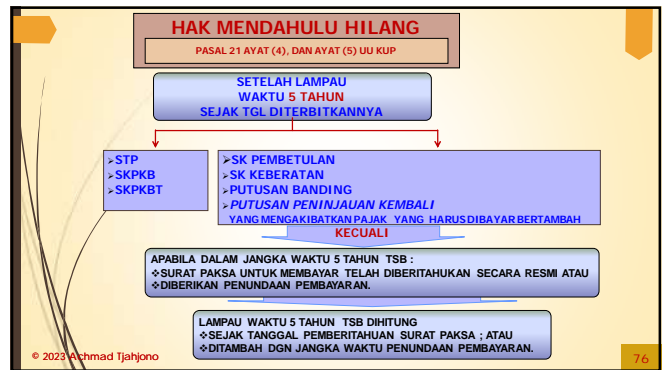 HAK MENDAHULU HILANG
PASAL 21 AYAT (4), DAN AYAT (5) UU KUP
SETELAH LAMPAU
WAKTU 5 TAHUN
SEJAK TGL DITERBITKANNYA
➢STP
➢SKPKB
➢SKPKBT
➢SK PEMBETULAN
➢SK KEBERATAN
➢PUTUSAN BANDING
➢PUTUSAN PENINJAUAN KEMBALI
YANG MENGAKIBATKAN PAJAK YANG HARUS DIBAYAR BERTAMBAH
KECUALI
APABILA DALAM JANGKA WAKTU 5 TAHUN TSB :
❖SURAT PAKSA UNTUK MEMBAYAR TELAH DIBERITAHUKAN SECARA RESMI ATAU
❖DIBERIKAN PENUNDAAN PEMBAYARAN.
LAMPAU WAKTU 5 TAHUN TSB DIHITUNG
❖SEJAK TANGGAL PEMBERITAHUAN SURAT PAKSA ; ATAU
❖DITAMBAH DGN JANGKA WAKTU PENUNDAAN PEMBAYARAN.
© 2023 Achmad Tjahjono
76